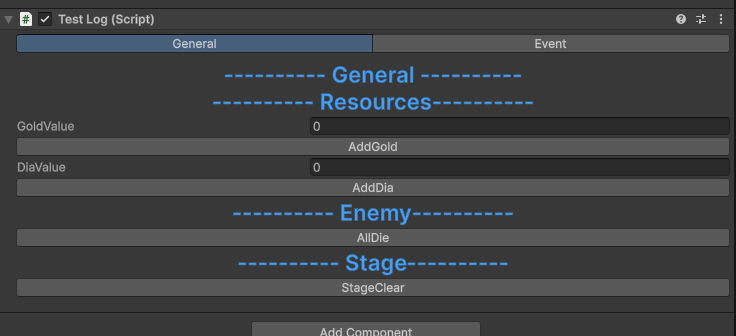 Test Log (Script)
General Event
---------- General ----------
---------- Resources----------
GoldValue 0
AddGold
DiaValue 0
AddDia
---------- Enemy----------
AllDie
---------- Stage----------
StageClear
Add Component